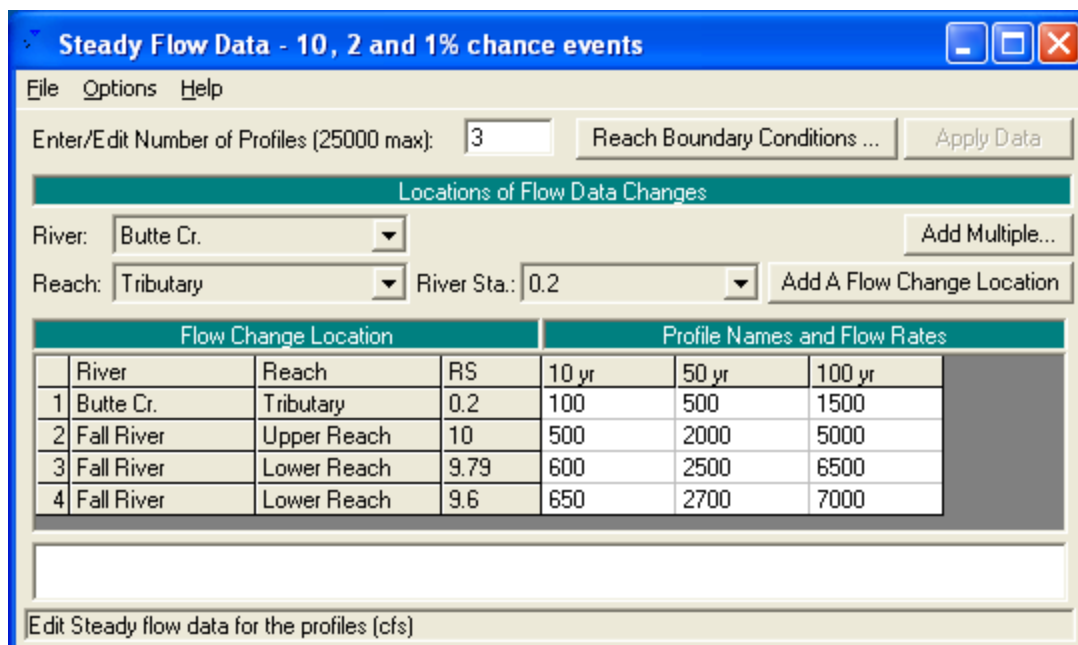 Steady Flow Data - 10, 2 and 1% chance events
File Options Help
Enter/Edit Number of Profiles (25000 max): 3 Reach Boundary Conditions ... Apply Data
Locations of Flow Data Changes
River: Butte Cr. Add Multiple...
Reach: Tributary River Sta.: 0.2 Add A Flow Change Location
Flow Change Location Profile Names and Flow Rates
River Reach RS 10 yr 50 yr 100 yr
1 Butte Cr. Tributary 0.2 100 500 1500
2 Fall River Upper Reach 10 500 2000 5000
3 Fall River Lower Reach 9.79 600 2500 6500
4 Fall River Lower Reach 9.6 650 2700 7000
Edit Steady flow data for the profiles (cfs)